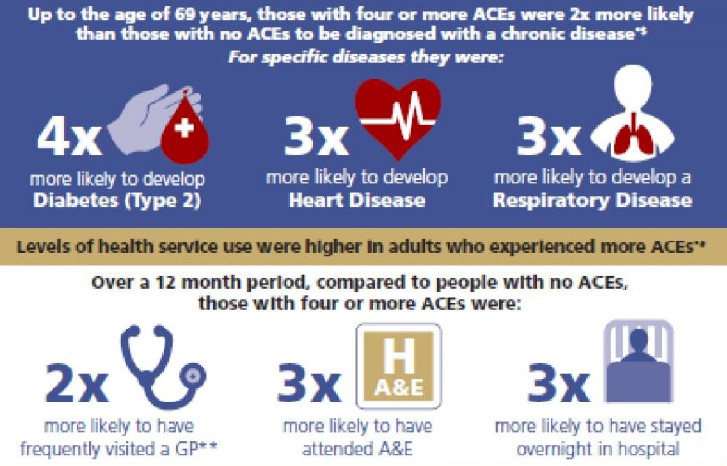 Up to the age of 69 years, those with four or more ACEs were 2x more likely
than those with no ACEs to be diagnosed with a chronic disease*‡
For specific diseases they were:
4x
more likely to develop
Diabetes (Type 2)
3x
more likely to develop
Heart Disease
3x
more likely to develop a
Respiratory Disease
Levels of health service use were higher in adults who experienced more ACEs*#
Over a 12 month period, compared to people with no ACEs,
those with four or more ACEs were:
2x
more likely to have
frequently visited a GP**
3x
H
A&E
more likely to have
attended A&E
3x
more likely to have stayed
overnight in hospital